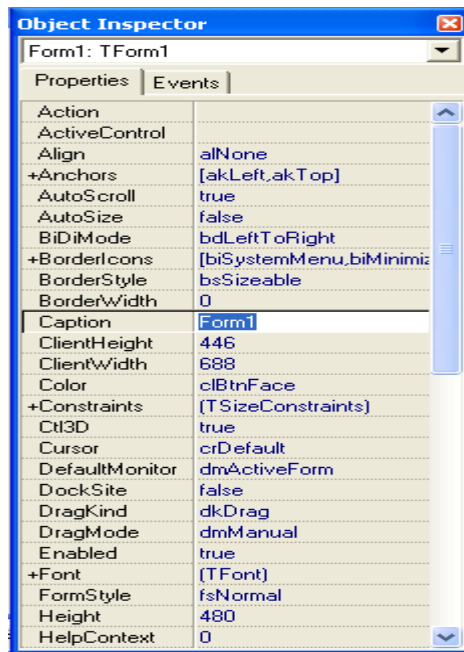 Object Inspector
Form1: TForm1
Properties Events
Action
ActiveControl
Align alNone
+Anchors [akLeft,akTop]
AutoScroll true
AutoSize false
BiDiMode bdLeftToRight
+BorderIcons [biSystemMenu,biMinimiz
BorderStyle bsSizeable
BorderWidth 0
Caption Form1
ClientHeight 446
ClientWidth 688
Color clBtnFace
+Constraints (TSizeConstraints)
Ctl3D true
Cursor crDefault
DefaultMonitor dmActiveForm
DockSite false
DragKind dkDrag
DragMode dmManual
Enabled true
+Font (TFont)
FormStyle fsNormal
Height 480
HelpContext 0